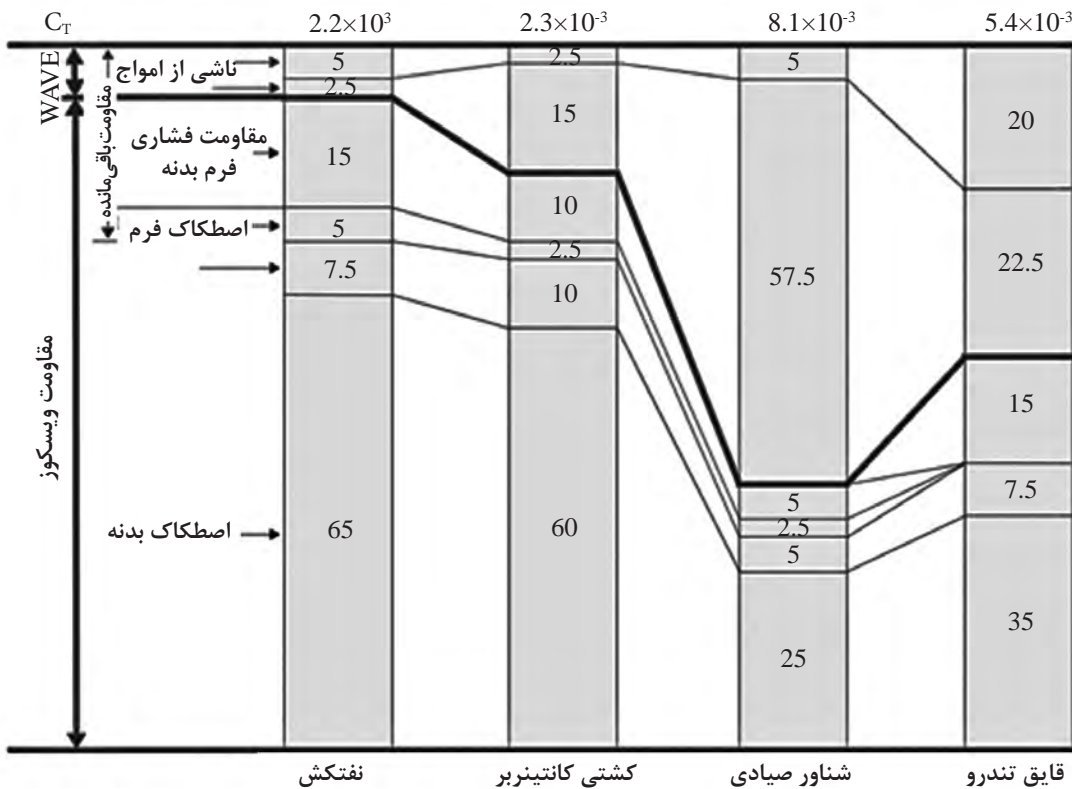 C_T 2.2×10³ 2.3×10⁻³ 8.1×10⁻³ 5.4×10⁻³
WAVE
ناشی از امواج
مقاومت باقی‌مانده
مقاومت فشاری
فرم بدنه
اصطکاک فرم
مقاومت ویسکوز
اصطکاک بدنه
5
2.5
15
5
7.5
65
2.5
15
10
2.5
10
60
5
57.5
5
2.5
5
25
20
22.5
15
7.5
35
نفتکش
کشتی کانتینربر
شناور صیادی
قایق تندرو